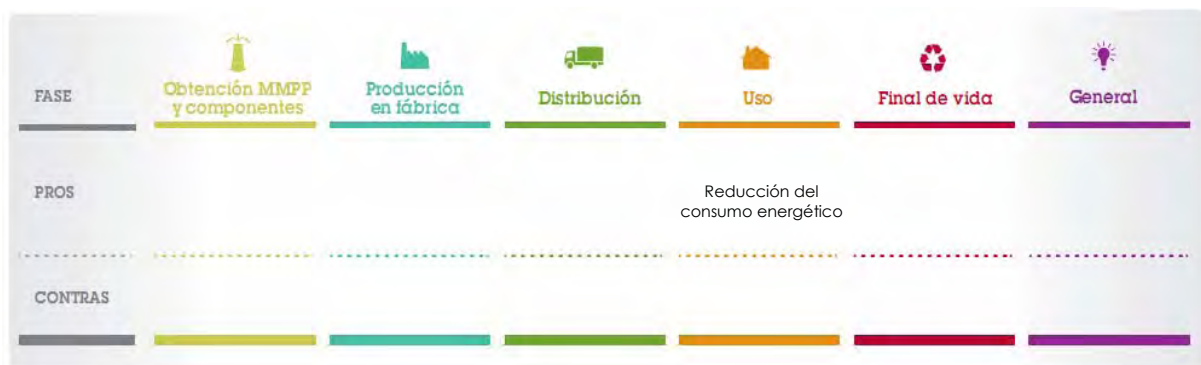 FASE
Obtención MMPP
y componentes
Producción
en fábrica
Distribución
Uso
Final de vida
General
PROS
Reducción del
consumo energético
CONTRAS